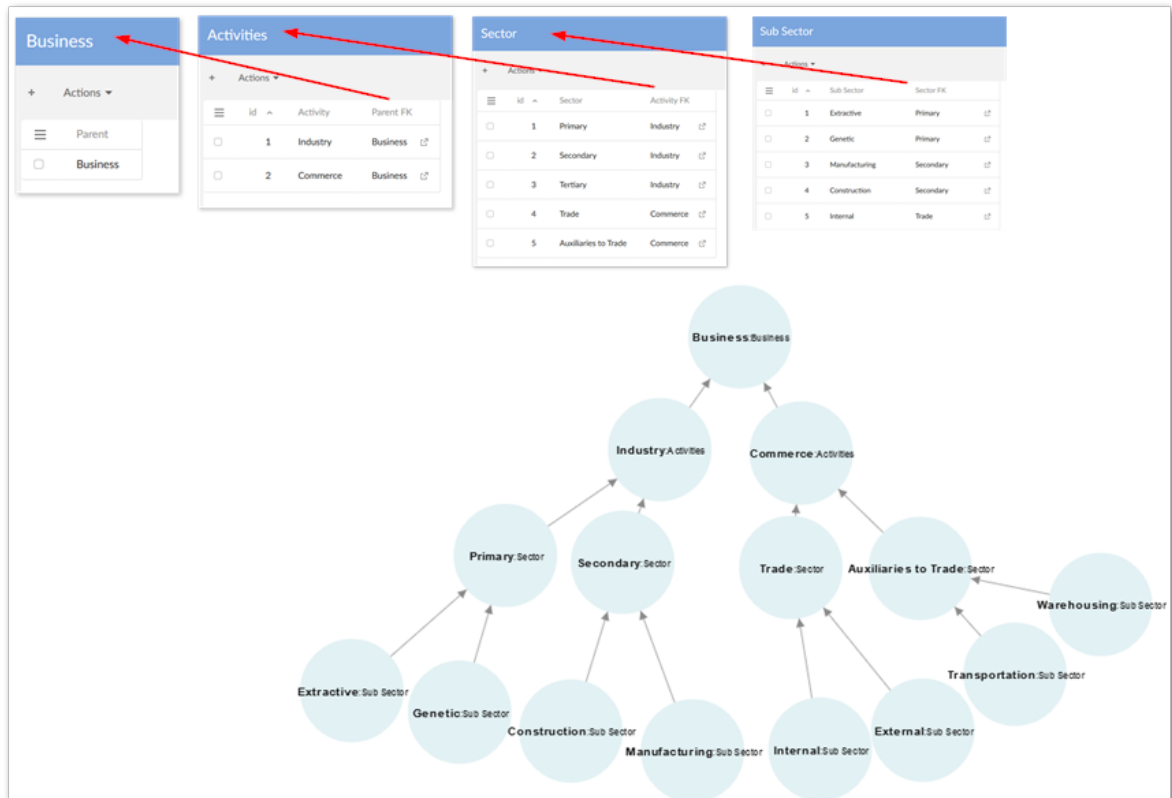 Business
+ Actions
Parent
Business
Activities
+ Actions
id Activity Parent FK
1 Industry Business
2 Commerce Business
Sector
+ Actions
id Sector Activity FK
1 Primary Industry
2 Secondary Industry
3 Tertiary Industry
4 Trade Commerce
5 Auxiliaries to Trade Commerce
Sub Sector
+ Actions
id Sub Sector Sector FK
1 Extractive Primary
2 Genetic Primary
3 Manufacturing Secondary
4 Construction Secondary
5 Internal Trade
Business:Business
Industry:Activities
Commerce:Activities
Primary:Sector
Secondary:Sector
Trade:Sector
Auxiliaries to Trade:Sector
Warehousing:Sub Sector
Extractive:Sub Sector
Genetic:Sub Sector
Construction:Sub Sector
Manufacturing:Sub Sector
Internal:Sub Sector
External:Sub Sector
Transportation:Sub Sector